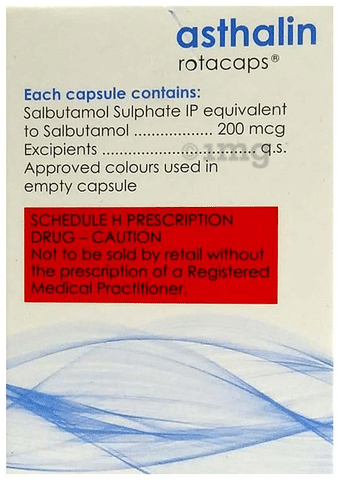 asthalin
rotacaps®
Each capsule contains:
Salbutamol Sulphate IP equivalent
to Salbutamol .................. 200 mcg
Excipients ................................... q.s.
Approved colours used in
empty capsule
1mg
SCHEDULE H PRESCRIPTION
DRUG – CAUTION
Not to be sold by retail without
the prescription of a Registered
Medical Practitioner.